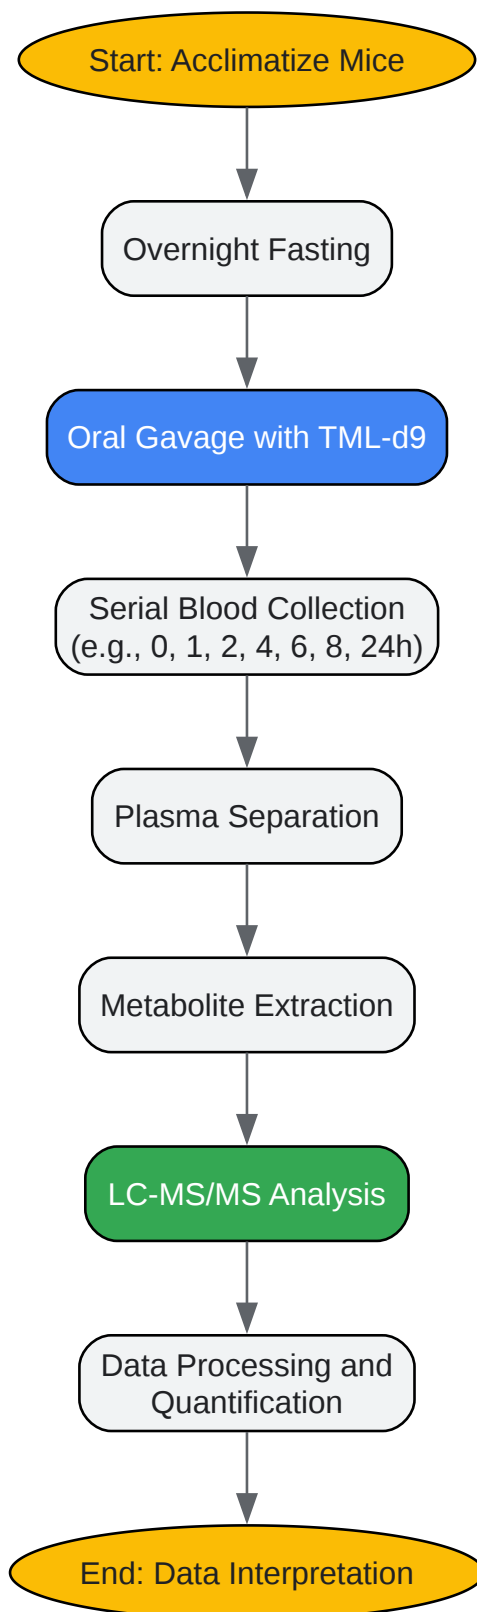 Start: Acclimatize Mice
Overnight Fasting
Oral Gavage with TML-d9
Serial Blood Collection
(e.g., 0, 1, 2, 4, 6, 8, 24h)
Plasma Separation
Metabolite Extraction
LC-MS/MS Analysis
Data Processing and
Quantification
End: Data Interpretation